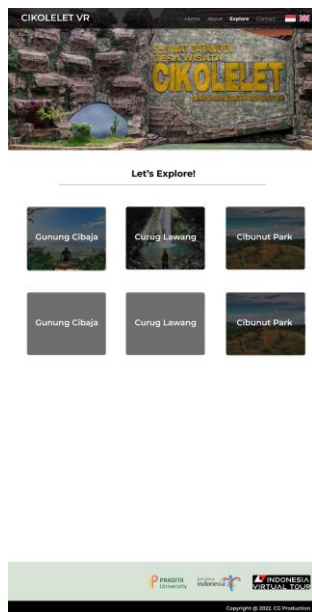 CIKOLELET VR
Home About Explore Contact
SELAMAT DATANG DI
DESA WISATA
CIKOLELET
Let's Explore!
Gunung Cibaja
Curug Lawang
Cibunut Park
Gunung Cibaja
Curug Lawang
Cibunut Park
PRADITA
University
indonesia
INDONESIA
VIRTUAL TOUR
Copyright @ 2022. CG Production